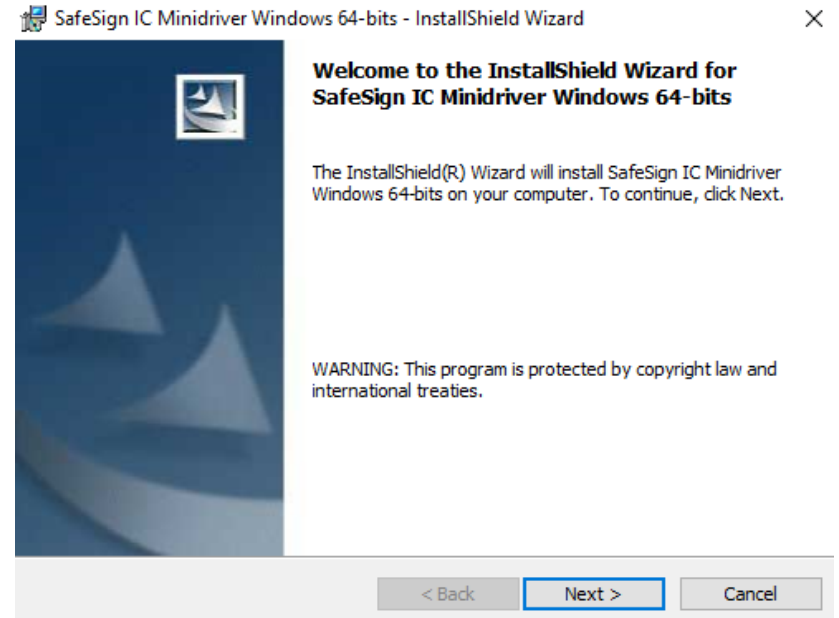 SafeSign IC Minidriver Windows 64-bits - InstallShield Wizard
Welcome to the InstallShield Wizard for
SafeSign IC Minidriver Windows 64-bits
The InstallShield(R) Wizard will install SafeSign IC Minidriver
Windows 64-bits on your computer. To continue, click Next.
WARNING: This program is protected by copyright law and
international treaties.
< Back Next > Cancel